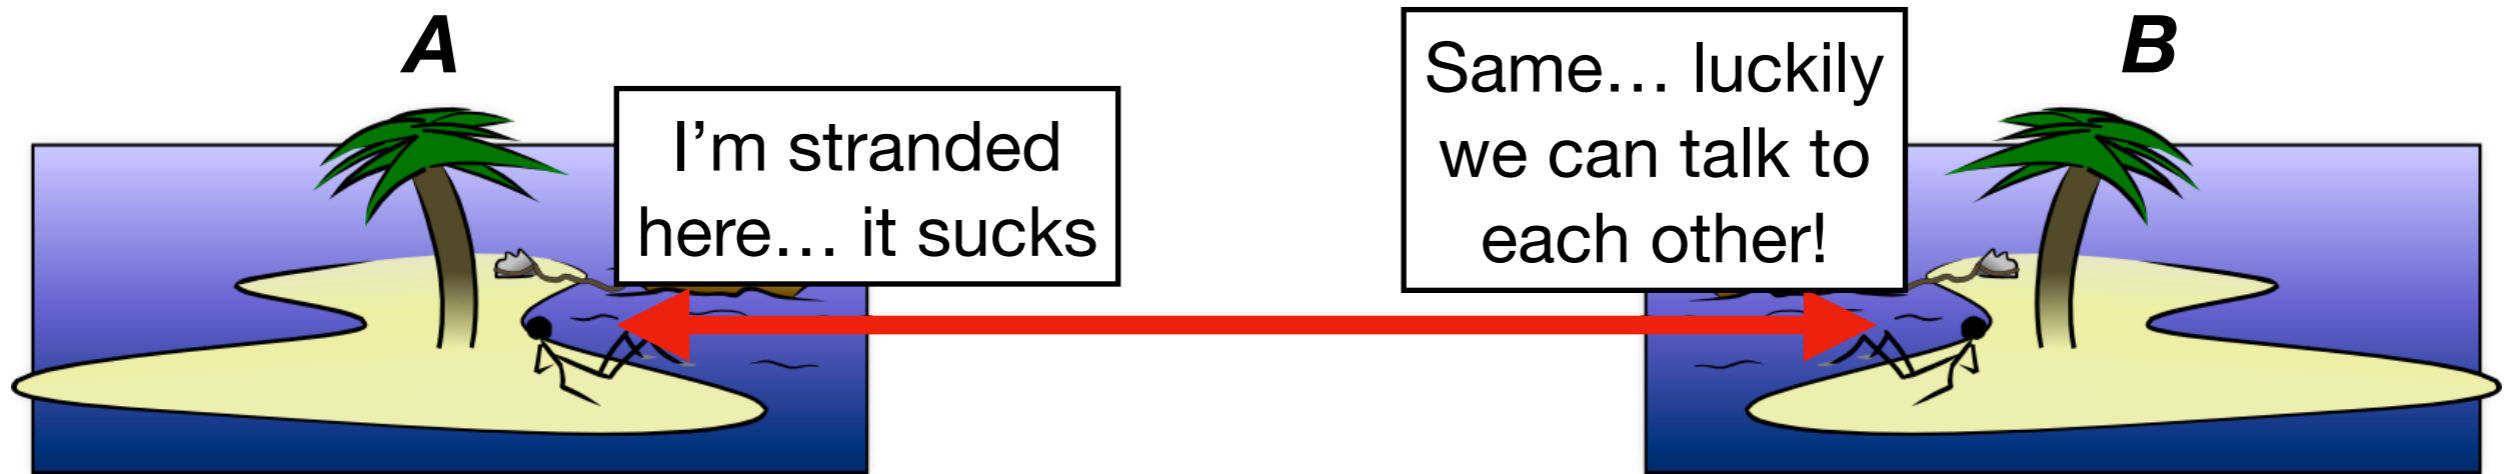 A
B
I’m stranded
here… it sucks
Same… luckily
we can talk to
each other!